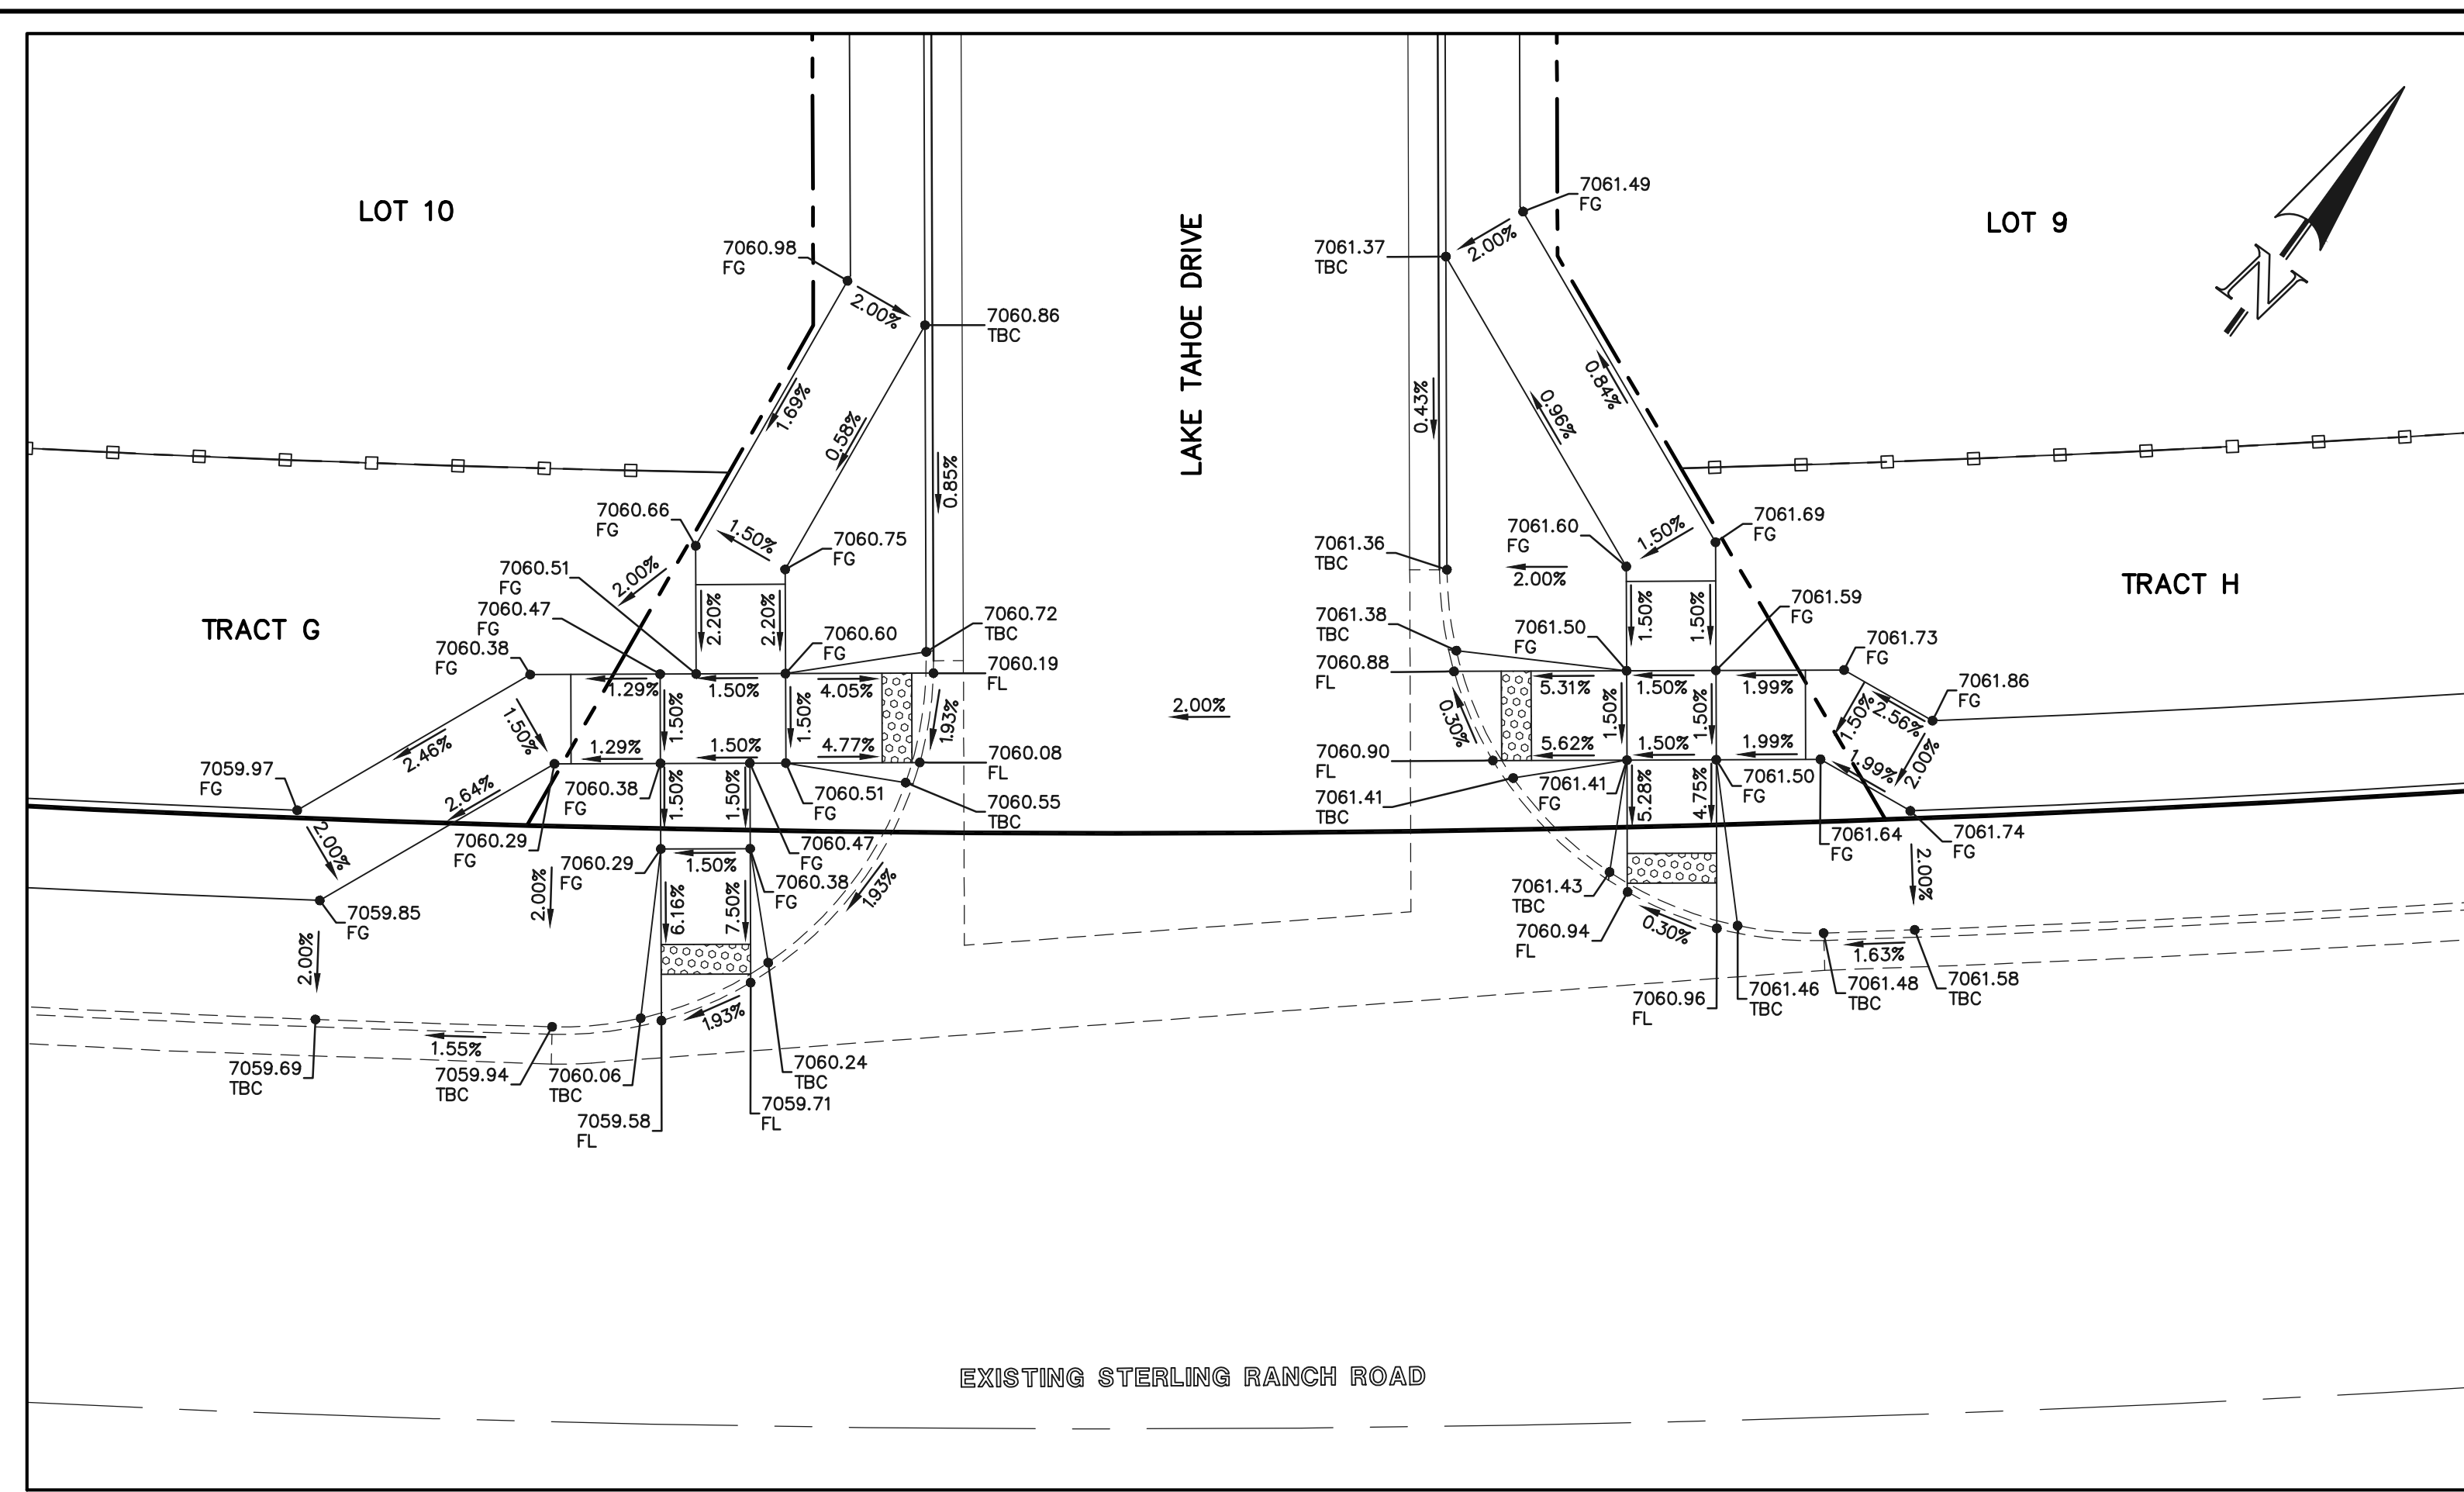 LOT 10
LAKE TAHOE DRIVE
LOT 9
N
TRACT G
TRACT H
7060.98
FG
2.00%
7060.86
TBC
1.69%
0.58%
0.85%
7060.66
FG
1.50%
7060.75
FG
7060.51
FG
2.00%
7060.47
FG
2.20%
2.20%
7060.60
FG
7060.72
TBC
7060.38
FG
7060.19
FL
1.29%
1.50%
4.05%
1.50%
1.50%
1.50%
1.93%
2.46%
1.29%
1.50%
4.77%
7060.08
FL
7059.97
FG
2.64%
7060.38
FG
1.50%
1.50%
7060.51
FG
7060.55
TBC
2.00%
7060.29
FG
7060.29
FG
7060.47
FG
1.50%
7060.38
FG
1.93%
2.00%
7059.85
FG
6.16%
7.50%
2.00%
1.93%
1.55%
7059.69
TBC
7059.94
TBC
7060.06
TBC
7060.24
TBC
7059.58
FL
7059.71
FL
2.00%
7061.49
FG
7061.37
TBC
2.00%
0.43%
0.96%
0.84%
7061.36
TBC
7061.60
FG
1.50%
7061.69
FG
2.00%
7061.38
TBC
7061.50
FG
1.50%
1.50%
7061.59
FG
7061.73
FG
7060.88
FL
5.31%
1.50%
1.99%
7061.86
FG
0.30%
1.50%
1.50%
1.50%
2.56%
7060.90
FL
5.62%
1.50%
1.99%
1.99%
2.00%
7061.41
TBC
7061.41
FG
5.28%
4.75%
7061.50
FG
7061.64
FG
7061.74
FG
7061.43
TBC
2.00%
7060.94
FL
0.30%
1.63%
7060.96
FL
7061.46
TBC
7061.48
TBC
7061.58
TBC
EXISTING STERLING RANCH ROAD